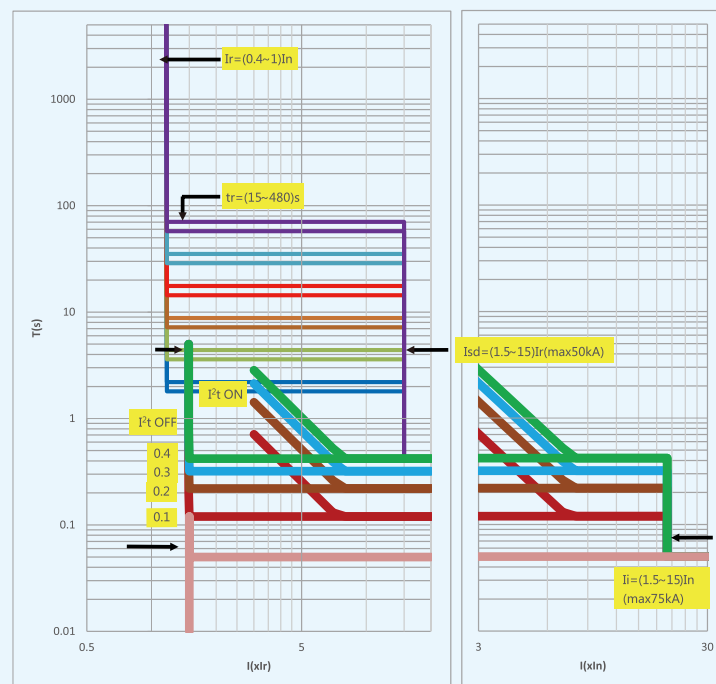 Ir=(0.4~1)In
1000
tr=(15~480)s
100
T(s)
10
Isd=(1.5~15)Ir(max50kA)
I²t ON
I²t OFF
1
0.4
0.3
0.2
0.1
0.1
Ii=(1.5~15)In
(max75kA)
0.01
0.5
5
3
30
I(xIr)
I(xIn)